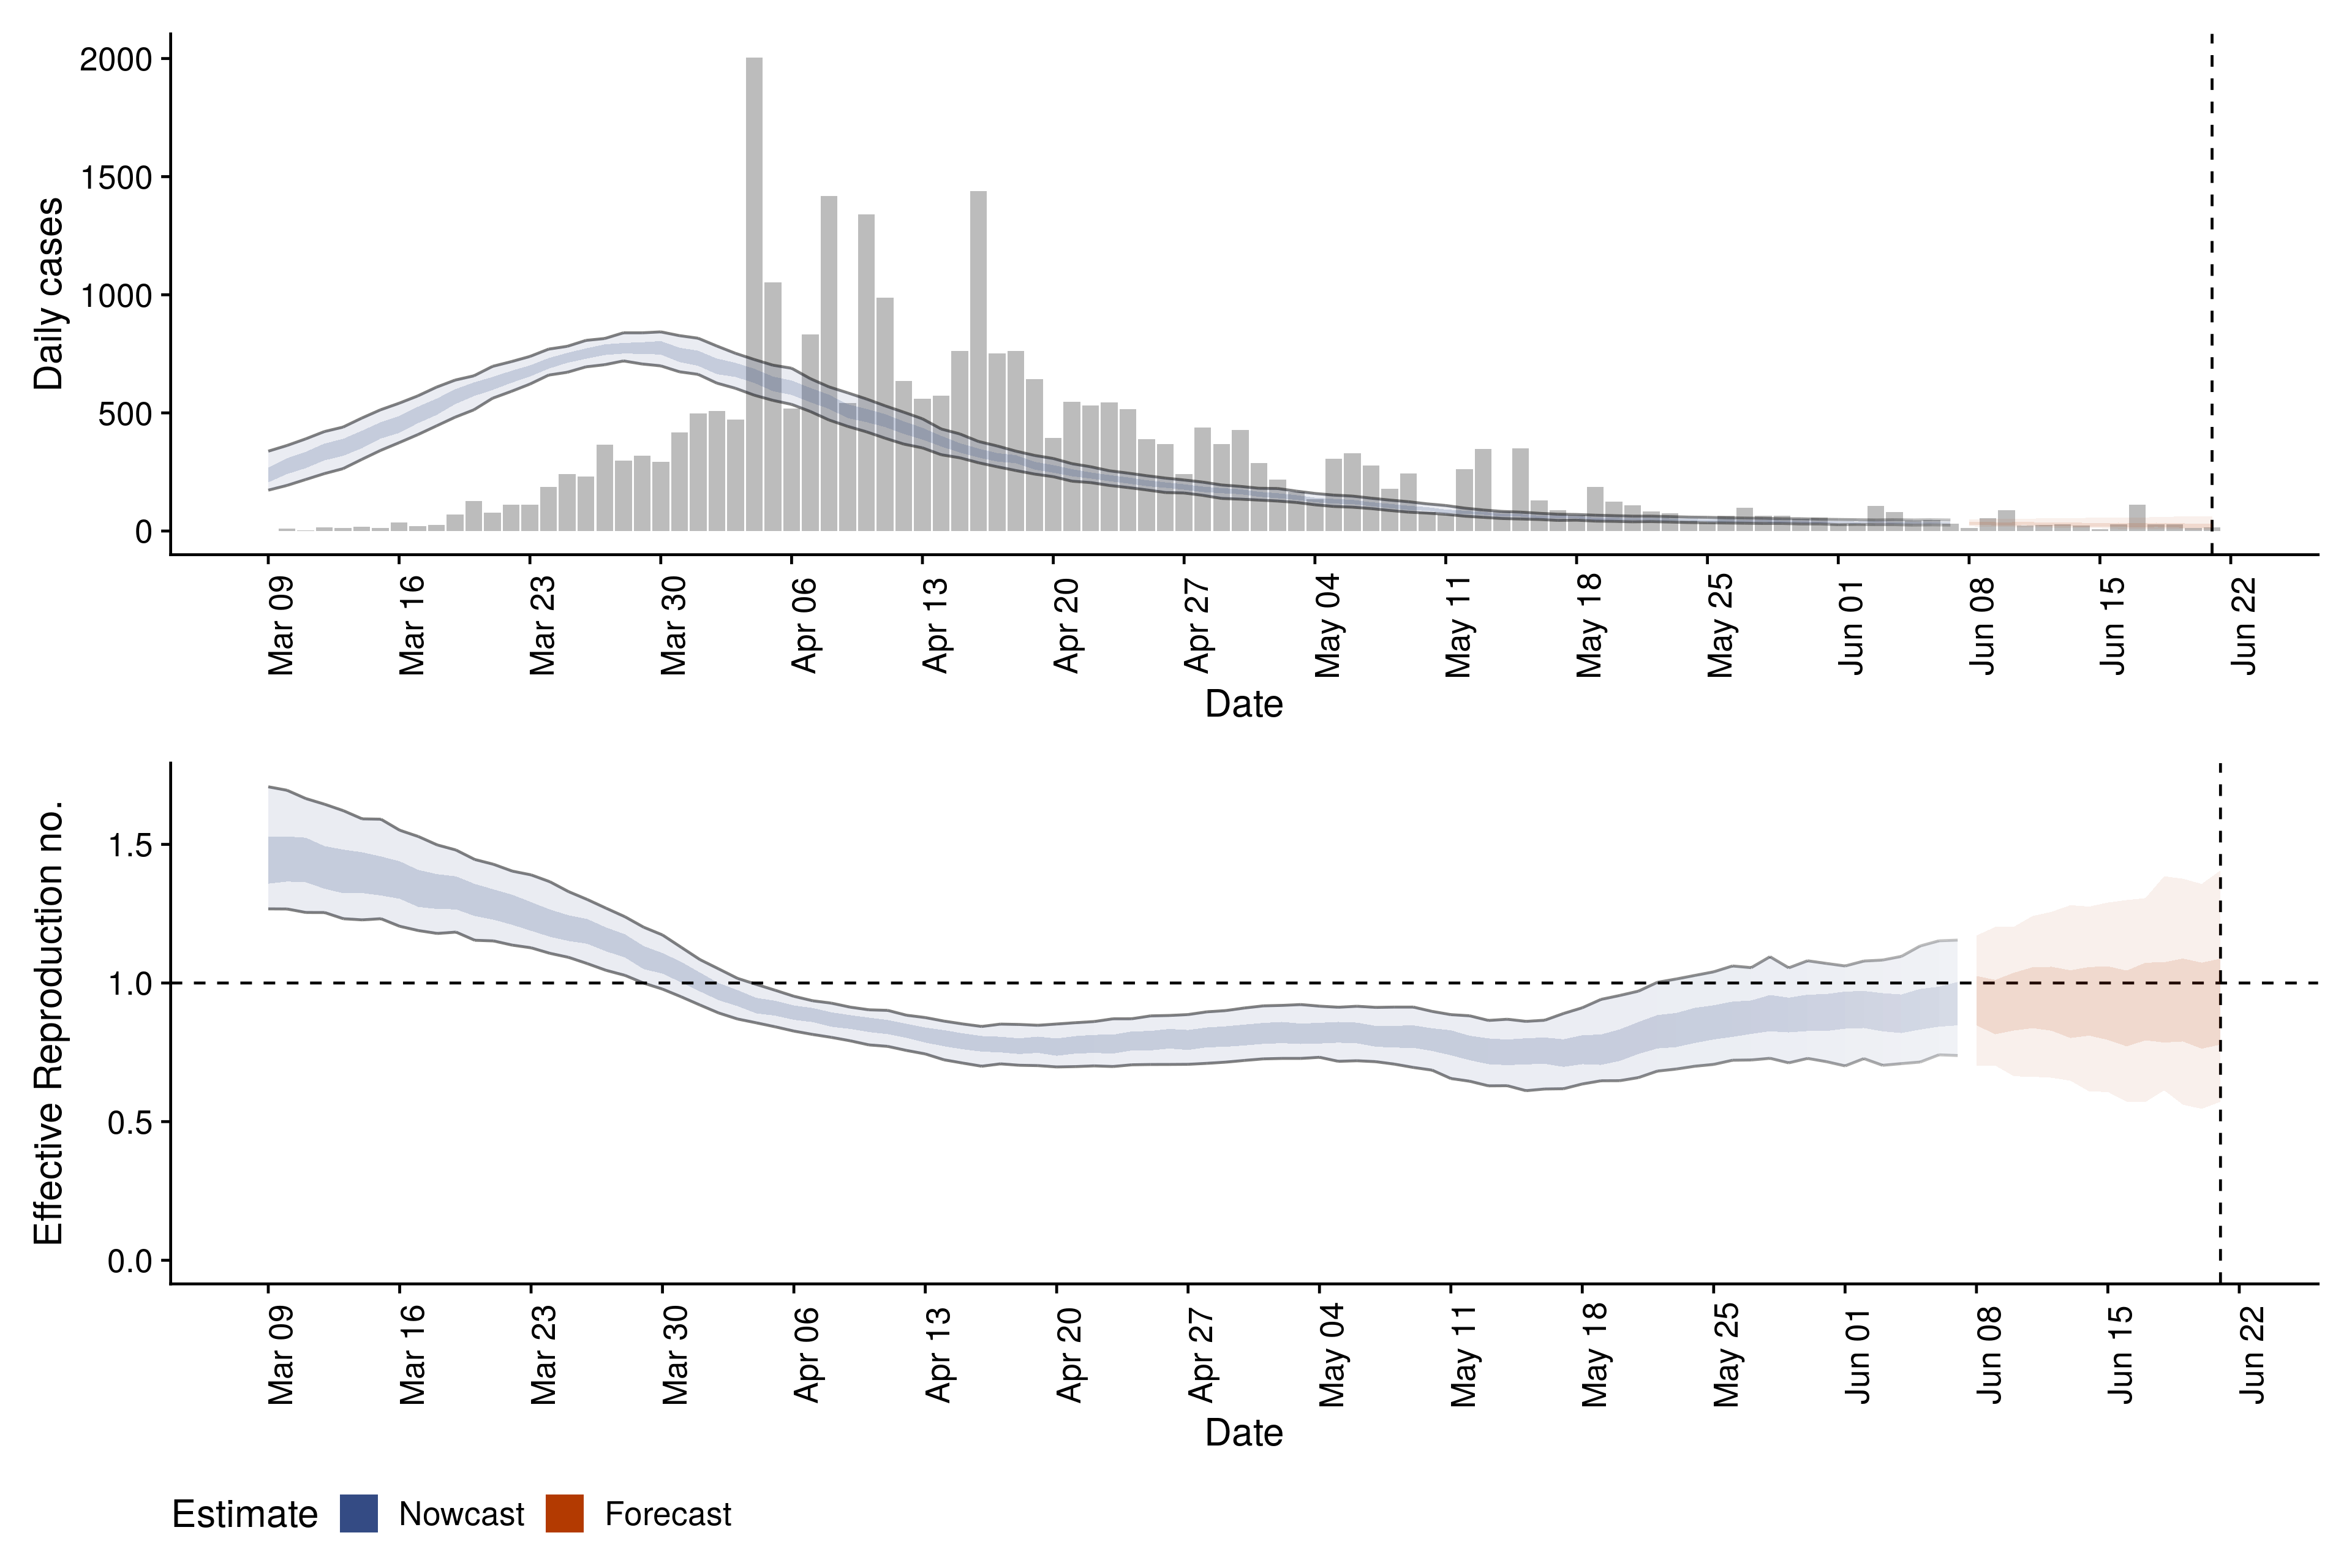 Daily cases
2000
1500
1000
500
0
Mar 09
Mar 16
Mar 23
Mar 30
Apr 06
Apr 13
Apr 20
Apr 27
May 04
May 11
May 18
May 25
Jun 01
Jun 08
Jun 15
Jun 22
Date
Effective Reproduction no.
1.5
1.0
0.5
0.0
Mar 09
Mar 16
Mar 23
Mar 30
Apr 06
Apr 13
Apr 20
Apr 27
May 04
May 11
May 18
May 25
Jun 01
Jun 08
Jun 15
Jun 22
Date
Estimate Nowcast Forecast